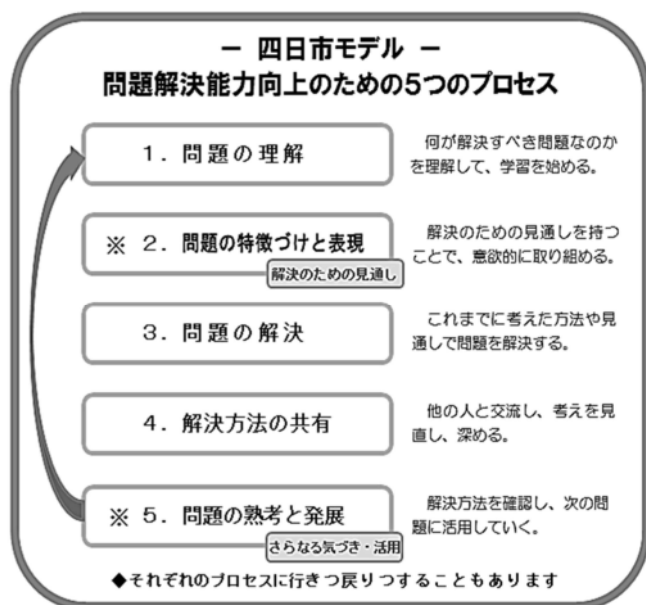 － 四日市モデル －
問題解決能力向上のための5つのプロセス
1．問題の理解
何が解決すべき問題なのか
を理解して、学習を始める。
※ 2．問題の特徴づけと表現
解決のための見通し
解決のための見通しを持つ
ことで、意欲的に取り組める。
3．問題の解決
これまでに考えた方法や見
通しで問題を解決する。
4．解決方法の共有
他の人と交流し、考えを見
直し、深める。
※ 5．問題の熟考と発展
さらなる気づき・活用
解決方法を確認し、次の問
題に活用していく。
◆それぞれのプロセスに行きつ戻りつすることもあります